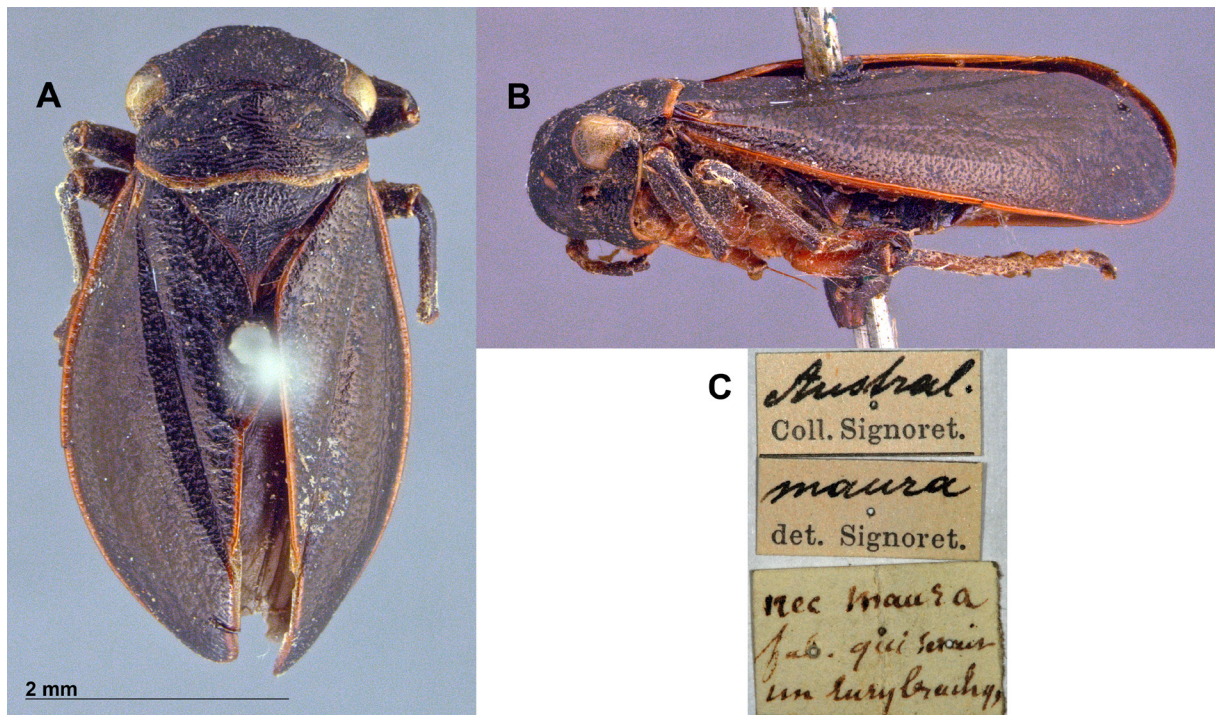 A
B
C
Austral.
Coll. Signoret.
maura
det. Signoret.
nec maura
fab. qui serait
un eurybrachys,
2 mm